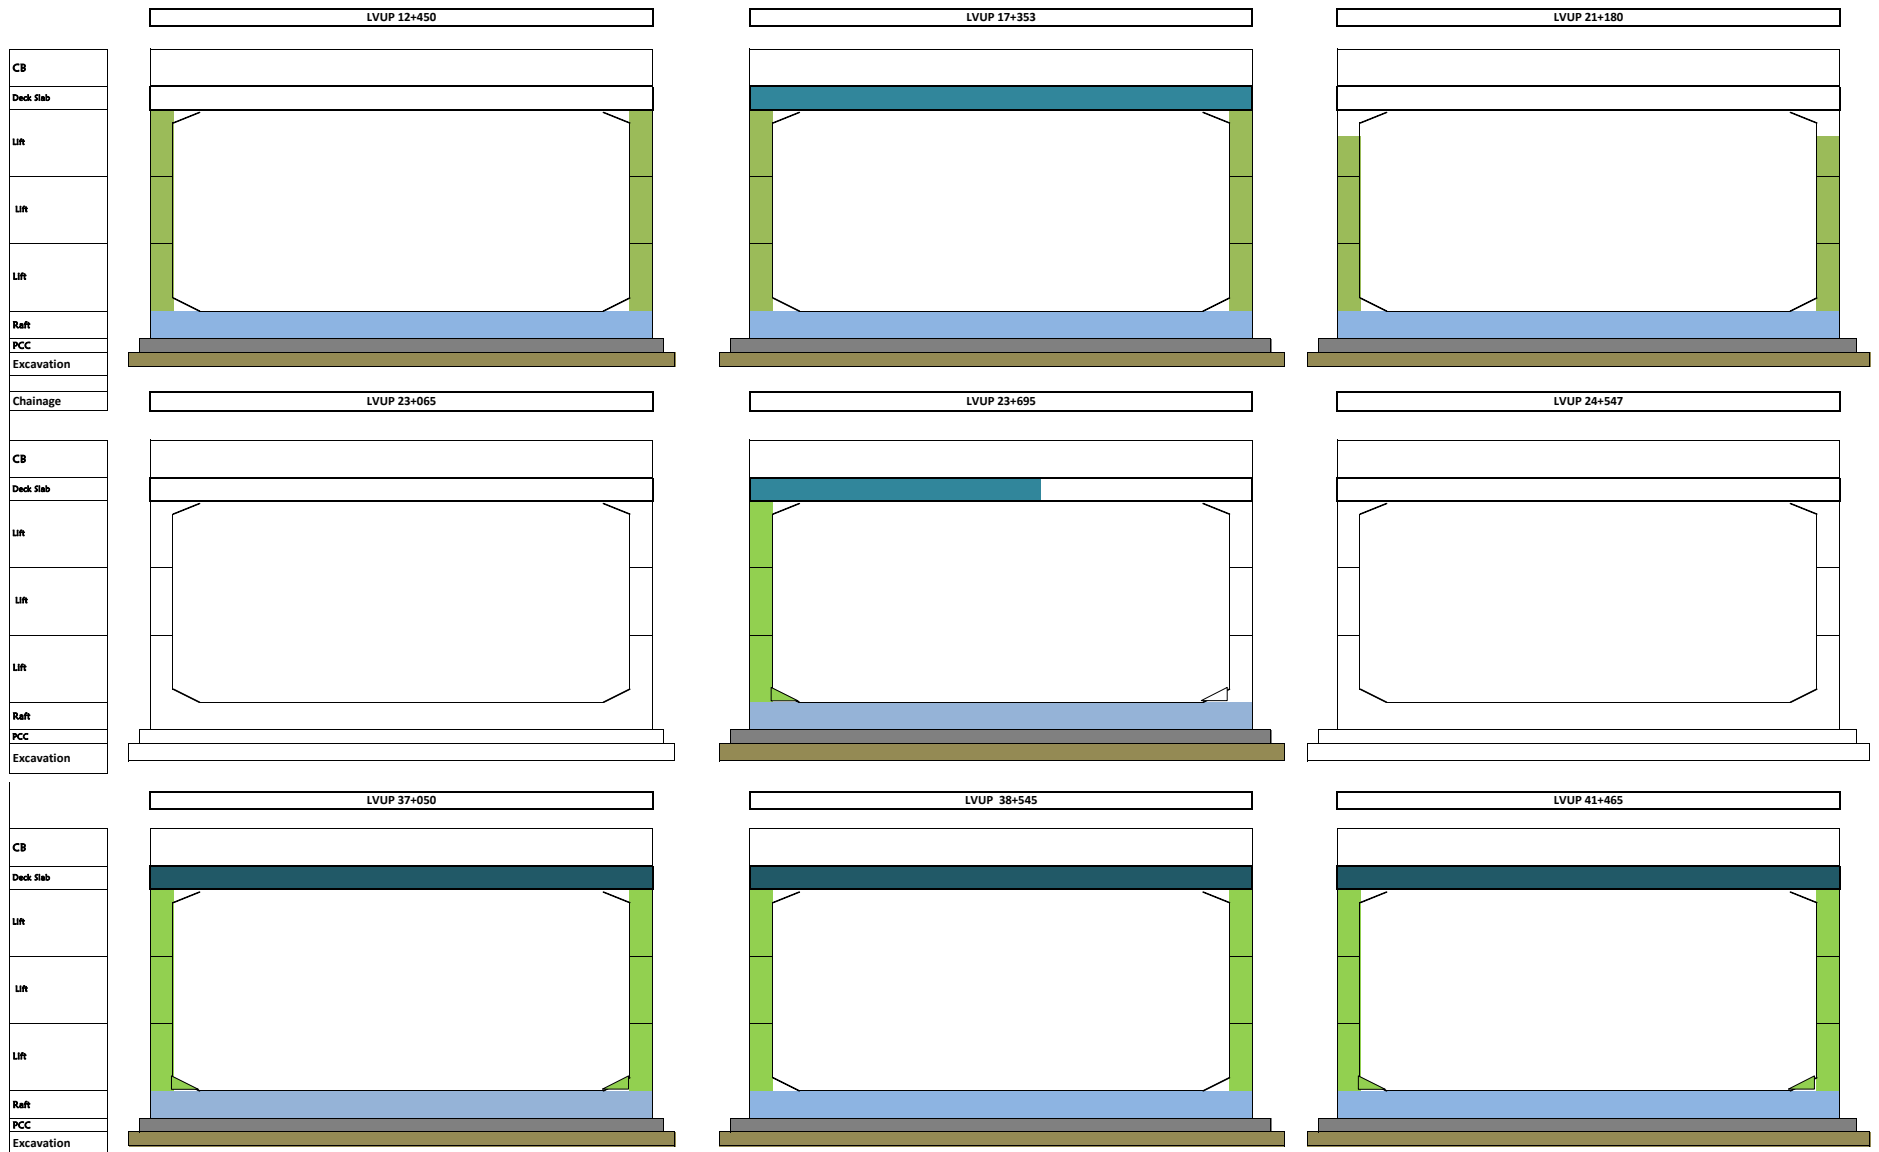 LVUP 12+450 LVUP 17+353 LVUP 21+180
CB
Deck Slab
Lift
Lift
Lift
Raft
PCC
Excavation
Chainage LVUP 23+065 LVUP 23+695 LVUP 24+547
CB
Deck Slab
Lift
Lift
Lift
Raft
PCC
Excavation
LVUP 37+050 LVUP 38+545 LVUP 41+465
CB
Deck Slab
Lift
Lift
Lift
Raft
PCC
Excavation